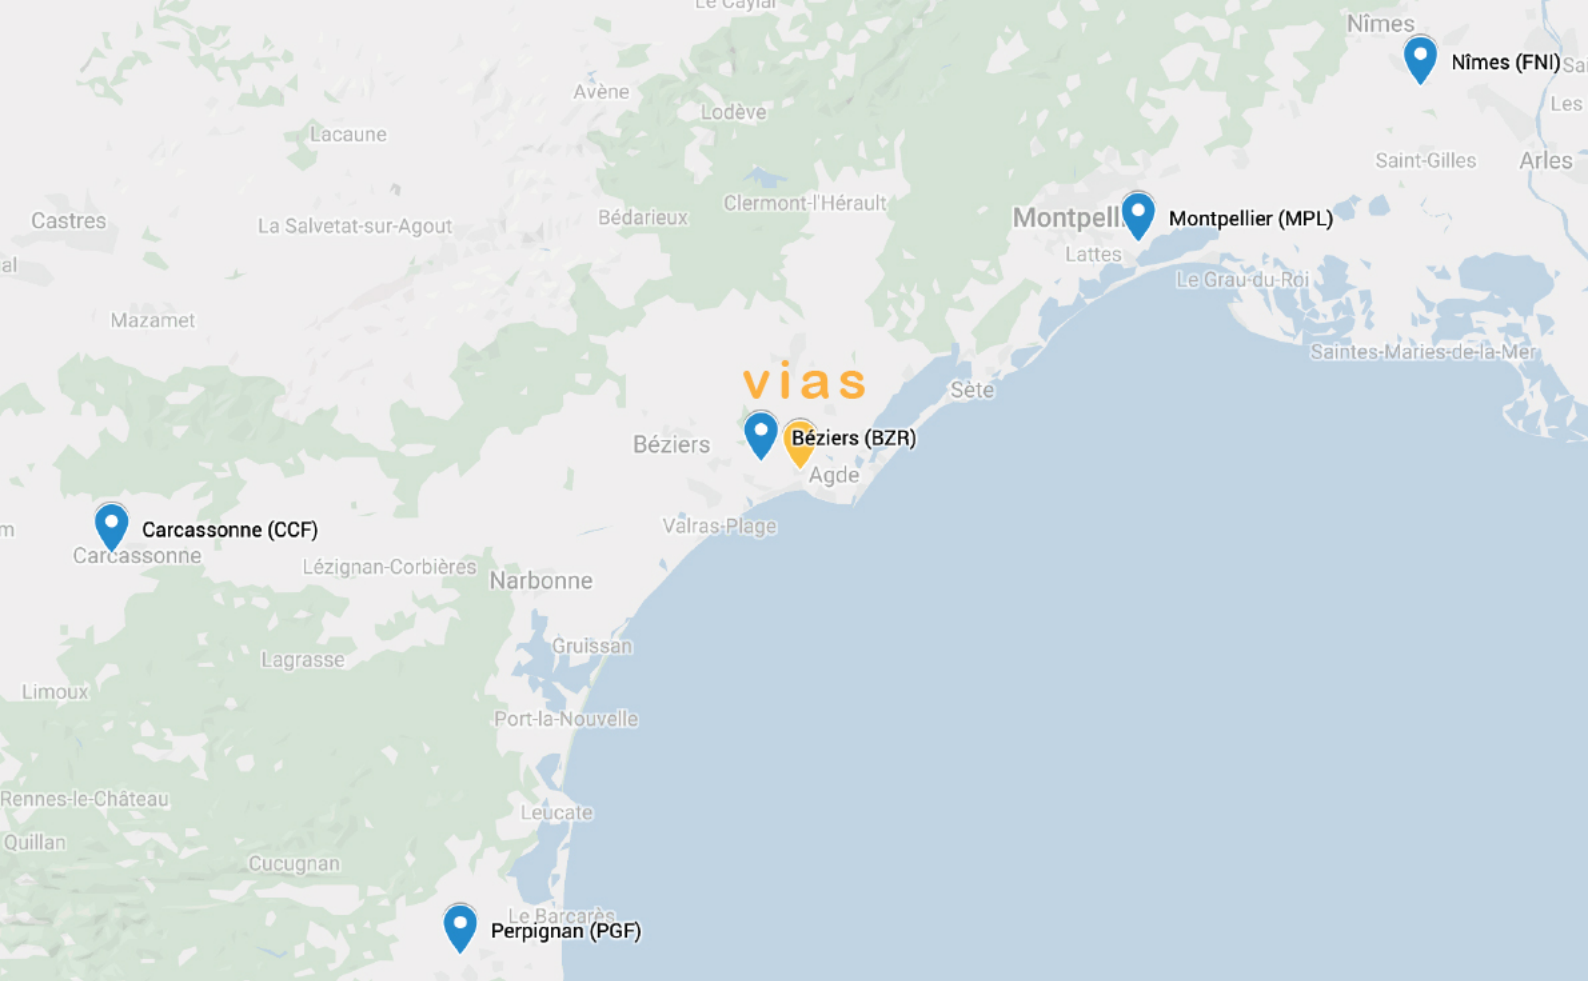 Le Caylar
Nîmes
Nîmes (FNI)
Sai
Avène
Les
Lodève
Lacaune
Saint-Gilles
Arles
Castres
La Salvetat-sur-Agout
Bédarieux
Clermont-l'Hérault
Montpell
Montpellier (MPL)
Lattes
al
Le Grau-du-Roi
Mazamet
Saintes-Maries-de-la-Mer
vias
Sète
Béziers
Béziers (BZR)
Agde
Valras-Plage
m
Carcassonne (CCF)
Carcassonne
Lézignan-Corbières
Narbonne
Gruissan
Lagrasse
Limoux
Port-la-Nouvelle
Rennes-le-Château
Leucate
Quillan
Cucugnan
Le Barcarès
Perpignan (PGF)